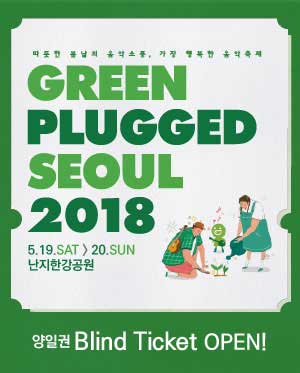 따뜻한 봄날의 음악소풍, 가장 행복한 음악축제
GREEN
PLUGGED
SEOUL
2018
5.19.SAT > 20.SUN
난지한강공원
양일권 Blind Ticket OPEN!